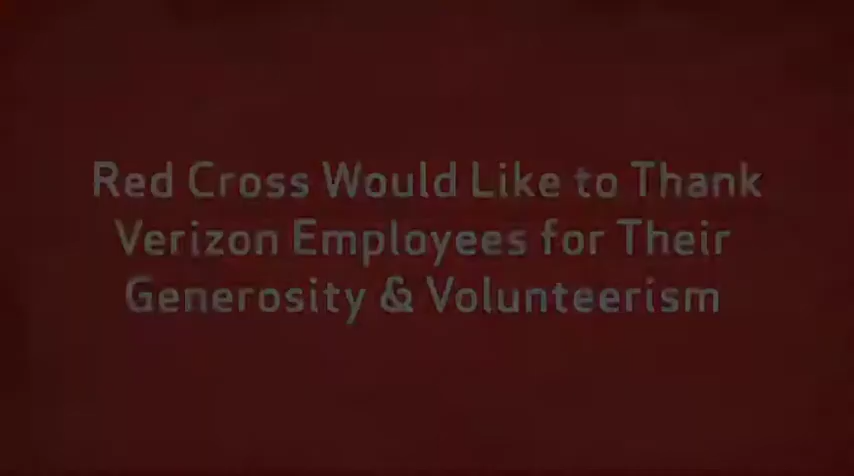 Red Cross Would Like to Thank
Verizon Employees for Their
Generosity & Volunteerism